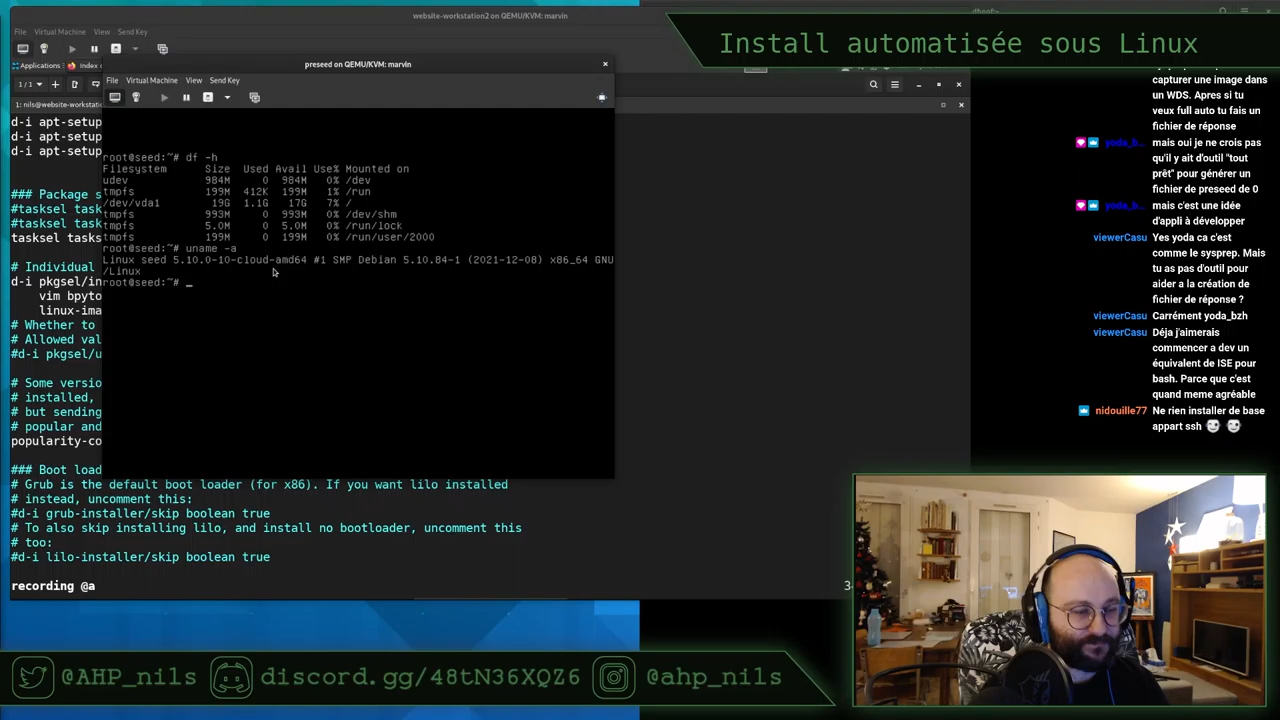 website-workstation2 on QEMU/KVM: marvin
File Virtual Machine View Send Key
Install automatisée sous Linux
Applications
1 / 1
1: nils@website-workstatio
preseed on QEMU/KVM: marvin
File Virtual Machine View Send Key
d-i apt-setup
d-i apt-setup
d-i apt-setup
### Package s
#tasksel task
#tasksel task
tasksel tasks
# Individual
d-i pkgsel/in
vim bpyto
linux-ima
# Whether to
# Allowed val
#d-i pkgsel/u
# Some versio
# installed,
# but sending
# popular and
popularity-co
### Boot load
# Grub is the default boot loader (for x86). If you want lilo installed
# instead, uncomment this:
#d-i grub-installer/skip boolean true
# To also skip installing lilo, and install no bootloader, uncomment this
# too:
#d-i lilo-installer/skip boolean true
recording @a
root@seed:~# df -h
Filesystem Size Used Avail Use% Mounted on
udev 984M 0 984M 0% /dev
tmpfs 199M 412K 199M 1% /run
/dev/vda1 19G 1.1G 17G 7% /
tmpfs 993M 0 993M 0% /dev/shm
tmpfs 5.0M 0 5.0M 0% /run/lock
tmpfs 199M 0 199M 0% /run/user/2000
root@seed:~# uname -a
Linux seed 5.10.0-10-cloud-amd64 #1 SMP Debian 5.10.84-1 (2021-12-08) x86_64 GNU
/Linux
root@seed:~# _
capturer une image dans
un WDS. Apres si tu
veux full auto tu fais un
fichier de réponse
yoda_b… mais oui je ne crois pas
qu'il y ait d'outil "tout
prêt" pour générer un
fichier de preseed de 0
yoda_b… mais c'est une idée
d'appli à développer
viewerCasu Yes yoda ca c'est
comme le (sysprep). Mais
tu as pas d'outil pour
aider a la création de
fichier de réponse ?
viewerCasu Carrément yoda_bzh
viewerCasu Déja j'aimerais
commencer a dev un
équivalent de ISE pour
bash. Parce que c'est
quand meme agréable
nidouille77 Ne rien installer de base
appart ssh
@AHP_nils discord.gg/48tN36XQZ6 @ahp_nils